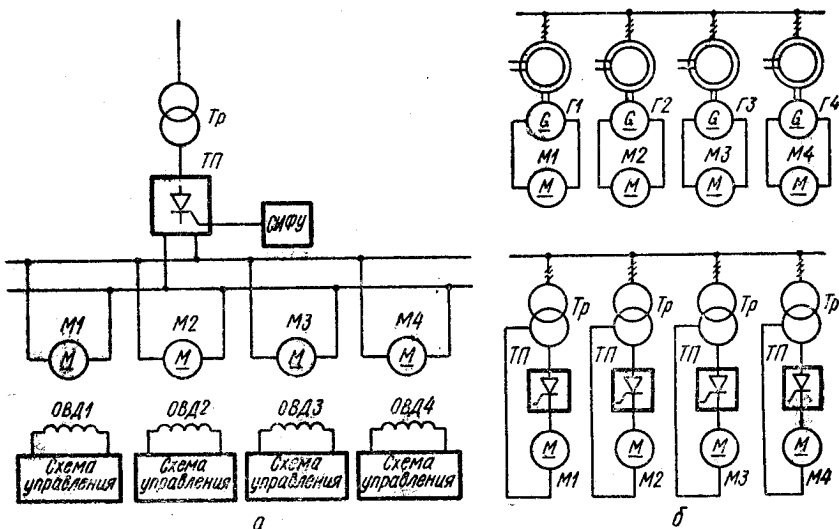 Тр
ТП
СИФУ
М1 М2 М3 М4
М М М М
ОВД1 ОВД2 ОВД3 ОВД4
Схема управления
Схема управления
Схема управления
Схема управления
а
Г1 Г2 Г3 Г4
G G G G
М1 М2 М3 М4
М М М М
Тр Тр Тр Тр
ТП ТП ТП ТП
М М М М
М1 М2 М3 М4
б